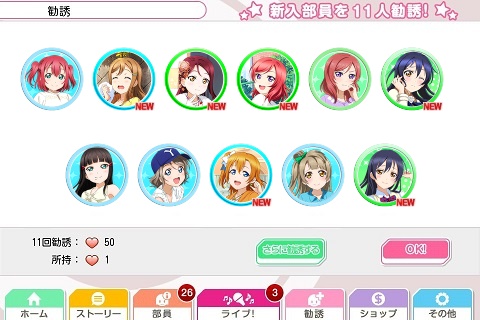 勧誘
新入部員を11人勧誘!
NEW
NEW
NEW
NEW
NEW
NEW
NEW
11回勧誘: 50
所持: 1
さらに勧誘する
OK!
26
3
ホーム
ストーリー
部員
ライブ!
勧誘
ショップ
その他